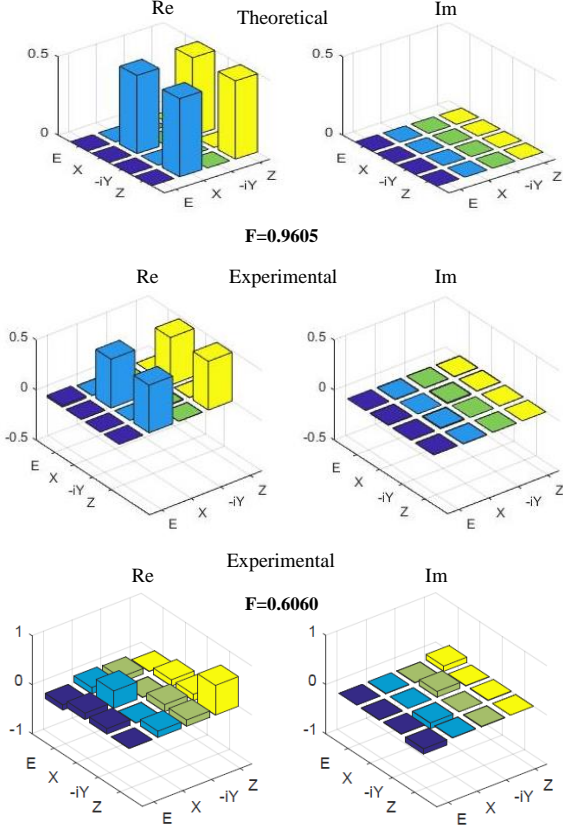 Re Theoretical Im
0.5 0.5
0 0
E X -iY Z E X -iY Z
E X -iY Z E X -iY Z
F=0.9605
Re Experimental Im
0.5 0.5
0 0
-0.5 -0.5
E X -iY Z E X -iY Z
E X -iY Z E X -iY Z
Experimental
Re Im
F=0.6060
1 1
0 0
-1 -1
E X -iY Z E X -iY Z
E X -iY Z E X -iY Z